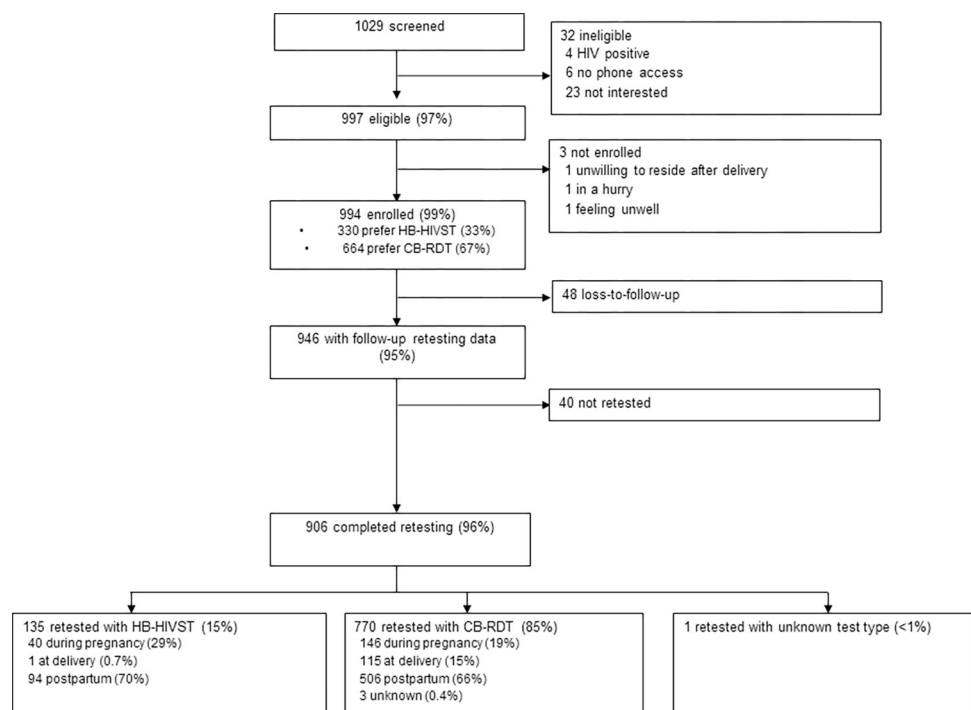 1029 screened
32 ineligible
4 HIV positive
6 no phone access
23 not interested
997 eligible (97%)
3 not enrolled
1 unwilling to reside after delivery
1 in a hurry
1 feeling unwell
994 enrolled (99%)
• 330 prefer HB-HIVST (33%)
• 664 prefer CB-RDT (67%)
48 loss-to-follow-up
946 with follow-up retesting data
(95%)
40 not retested
906 completed retesting (96%)
135 retested with HB-HIVST (15%)
40 during pregnancy (29%)
1 at delivery (0.7%)
94 postpartum (70%)
770 retested with CB-RDT (85%)
146 during pregnancy (19%)
115 at delivery (15%)
506 postpartum (66%)
3 unknown (0.4%)
1 retested with unknown test type (<1%)